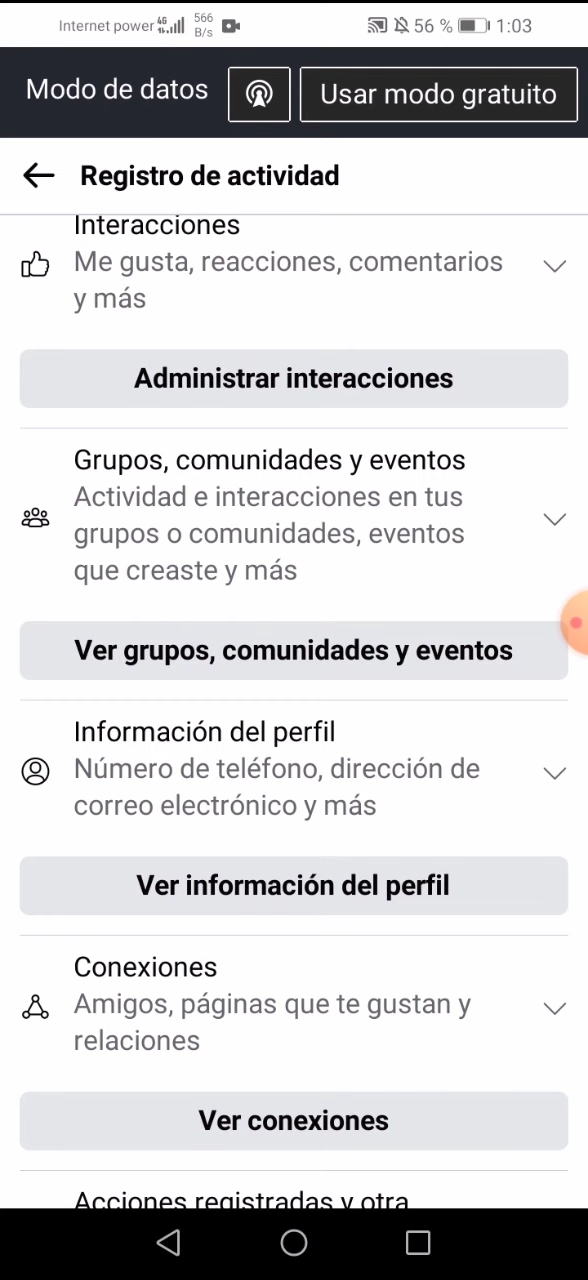 Internet power 4G 566 B/s 56 % 1:03
Modo de datos Usar modo gratuito
Registro de actividad
Interacciones
Me gusta, reacciones, comentarios
y más
Administrar interacciones
Grupos, comunidades y eventos
Actividad e interacciones en tus
grupos o comunidades, eventos
que creaste y más
Ver grupos, comunidades y eventos
Información del perfil
Número de teléfono, dirección de
correo electrónico y más
Ver información del perfil
Conexiones
Amigos, páginas que te gustan y
relaciones
Ver conexiones
Acciones registradas y otra